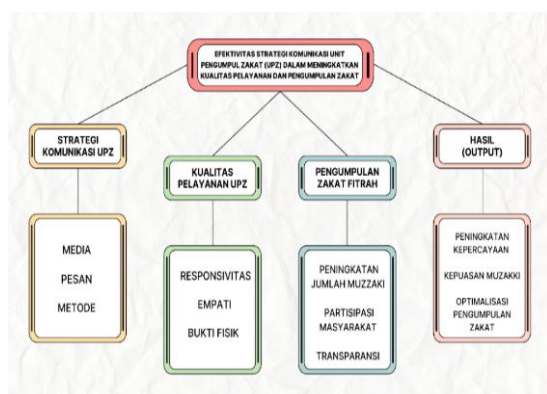 EFEKTIVITAS STRATEGI KOMUNIKASI UNIT
PENGUMPUL ZAKAT (UPZ) DALAM MENINGKATKAN
KUALITAS PELAYANAN DAN PENGUMPULAN ZAKAT
STRATEGI
KOMUNIKASI UPZ
MEDIA
PESAN
METODE
KUALITAS
PELAYANAN UPZ
RESPONSIVITAS
EMPATI
BUKTI FISIK
PENGUMPULAN
ZAKAT FITRAH
PENINGKATAN
JUMLAH MUZZAKI
PARTISIPASI
MASYARAKAT
TRANSPARANSI
HASIL
(OUTPUT)
PENINGKATAN
KEPERCAYAAN
KEPUASAN MUZAKKI
OPTIMALISASI
PENGUMPULAN
ZAKAT